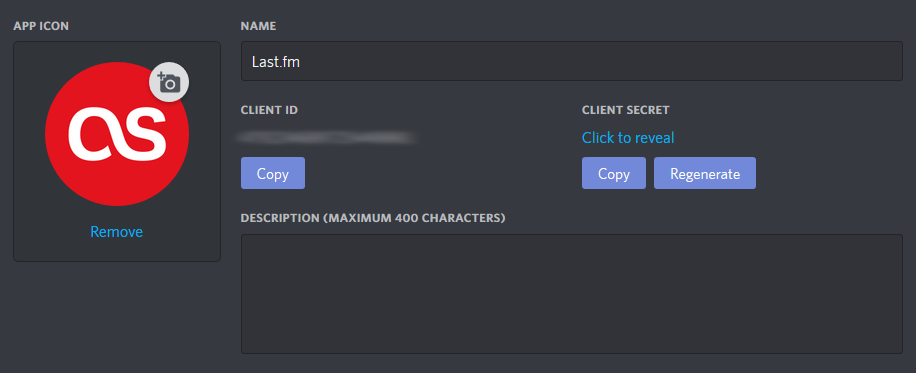 APP ICON
NAME
Last.fm
CLIENT ID
CLIENT SECRET
Click to reveal
Copy
Copy
Regenerate
Remove
DESCRIPTION (MAXIMUM 400 CHARACTERS)